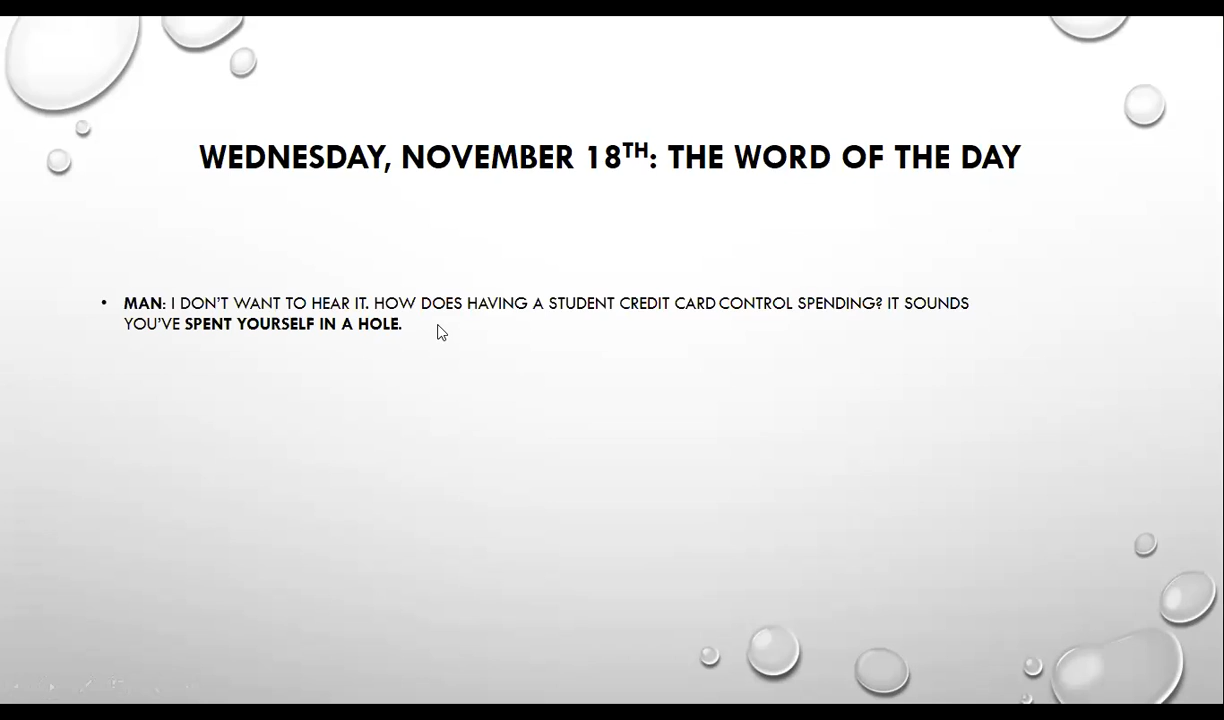 WEDNESDAY, NOVEMBER 18TH: THE WORD OF THE DAY
• MAN: I DON'T WANT TO HEAR IT. HOW DOES HAVING A STUDENT CREDIT CARD CONTROL SPENDING? IT SOUNDS
YOU'VE SPENT YOURSELF IN A HOLE.